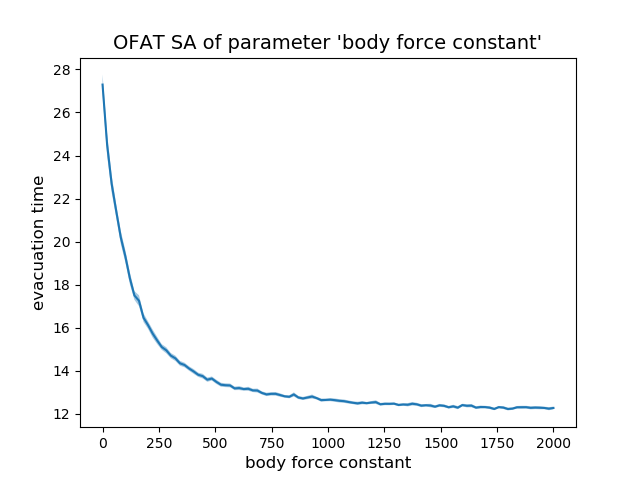 OFAT SA of parameter 'body force constant'
28
26
24
22
20
18
16
14
12
evacuation time
0 250 500 750 1000 1250 1500 1750 2000
body force constant